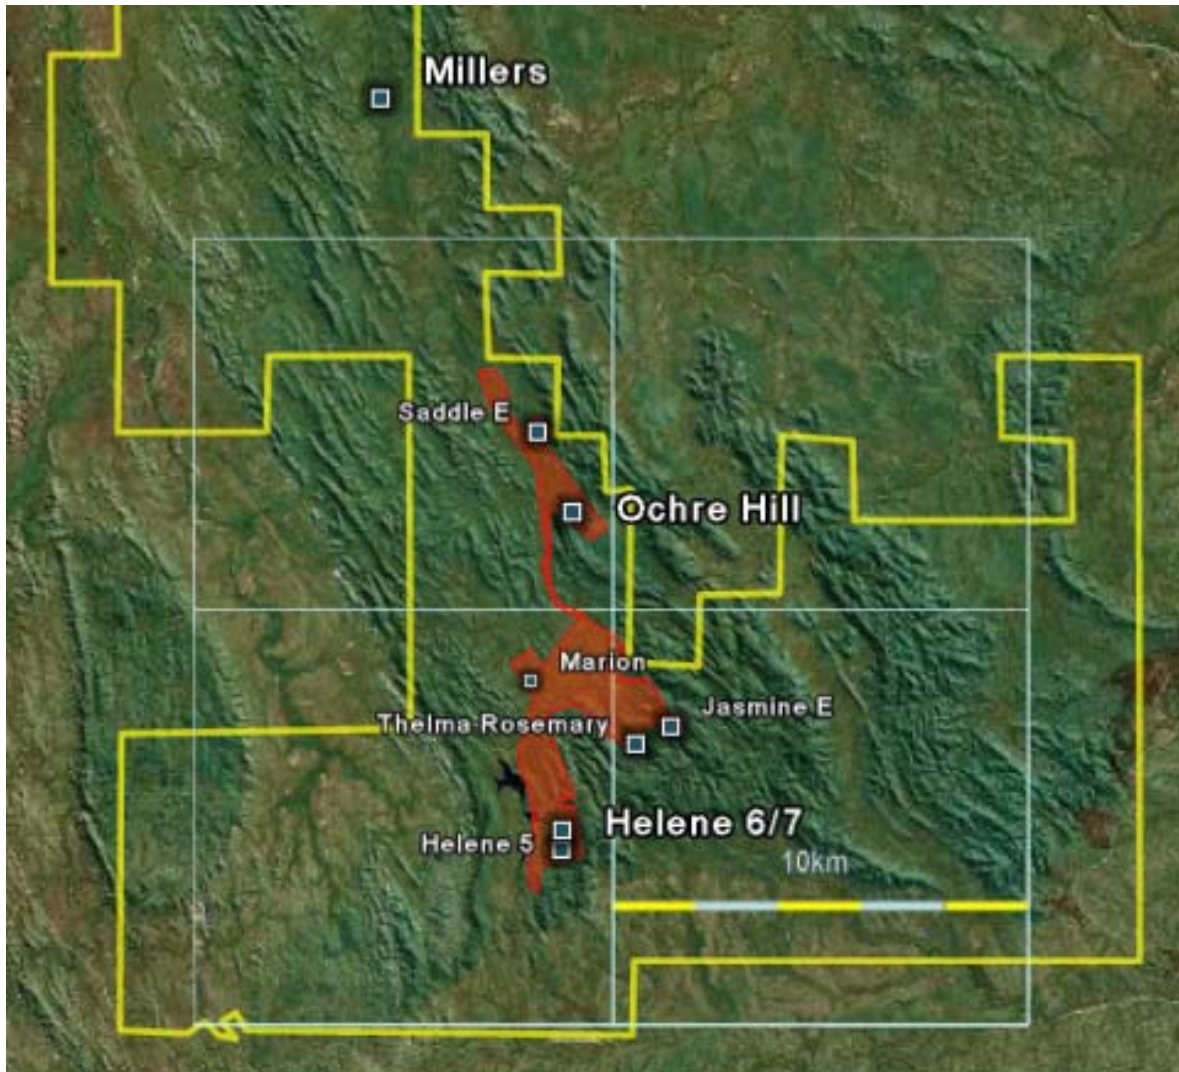 Millers
Saddle E
Ochre Hill
Marion
Jasmine E
Thelma-Rosemary
Helene 6/7
Helene 5
10km